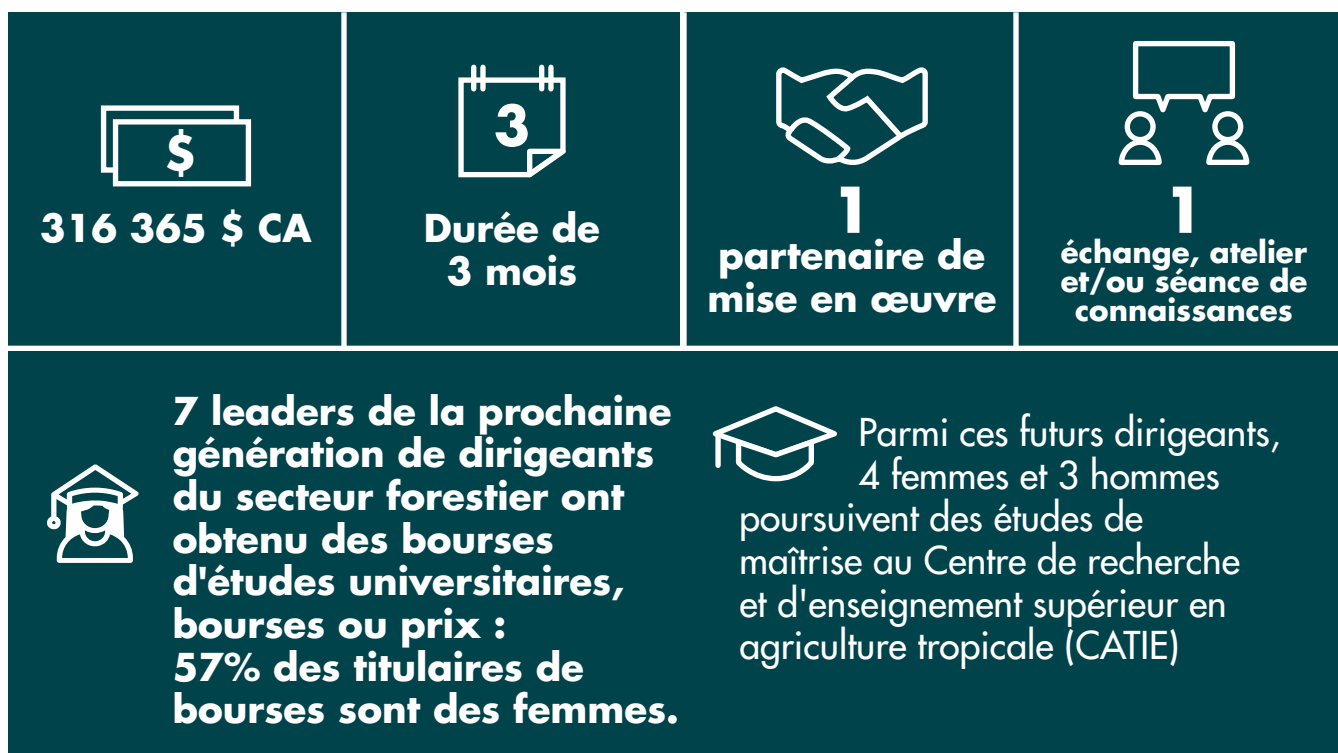 $
316 365 $ CA
3
Durée de
3 mois
1
partenaire de
mise en œuvre
1
échange, atelier
et/ou séance de
connaissances
7 leaders de la prochaine
génération de dirigeants
du secteur forestier ont
obtenu des bourses
d'études universitaires,
bourses ou prix :
57% des titulaires de
bourses sont des femmes.
Parmi ces futurs dirigeants,
4 femmes et 3 hommes
poursuivent des études de
maîtrise au Centre de recherche
et d'enseignement supérieur en
agriculture tropicale (CATIE)